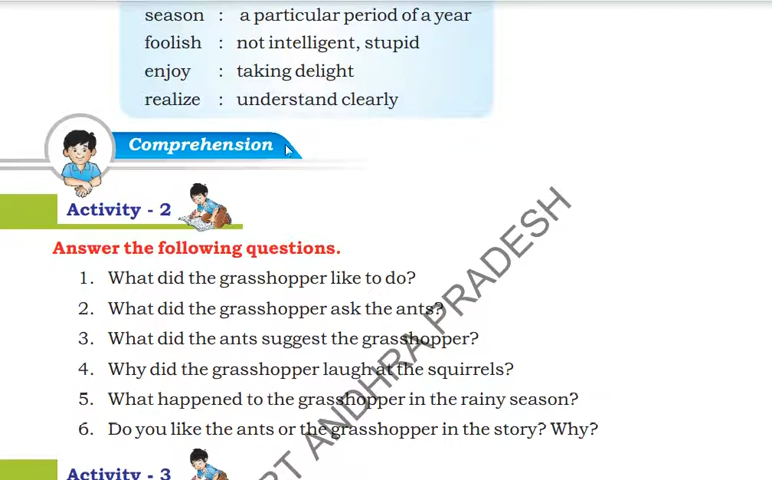 season : a particular period of a year
foolish : not intelligent, stupid
enjoy : taking delight
realize : understand clearly
Comprehension
Activity - 2
Answer the following questions.
1. What did the grasshopper like to do?
2. What did the grasshopper ask the ants?
3. What did the ants suggest the grasshopper?
4. Why did the grasshopper laugh at the squirrels?
5. What happened to the grasshopper in the rainy season?
6. Do you like the ants or the grasshopper in the story? Why?
Activity - 3
RT ANDHRA PRADESH